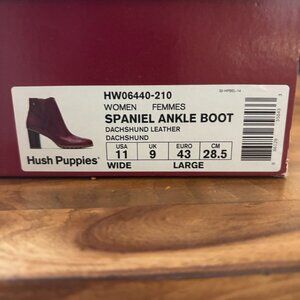 HW06440-210
WOMEN FEMMES
SPANIEL ANKLE BOOT
DACHSHUND LEATHER
DACHSHUND
USA UK EURO CM
11 9 43 28.5
WIDE LARGE
Hush Puppies